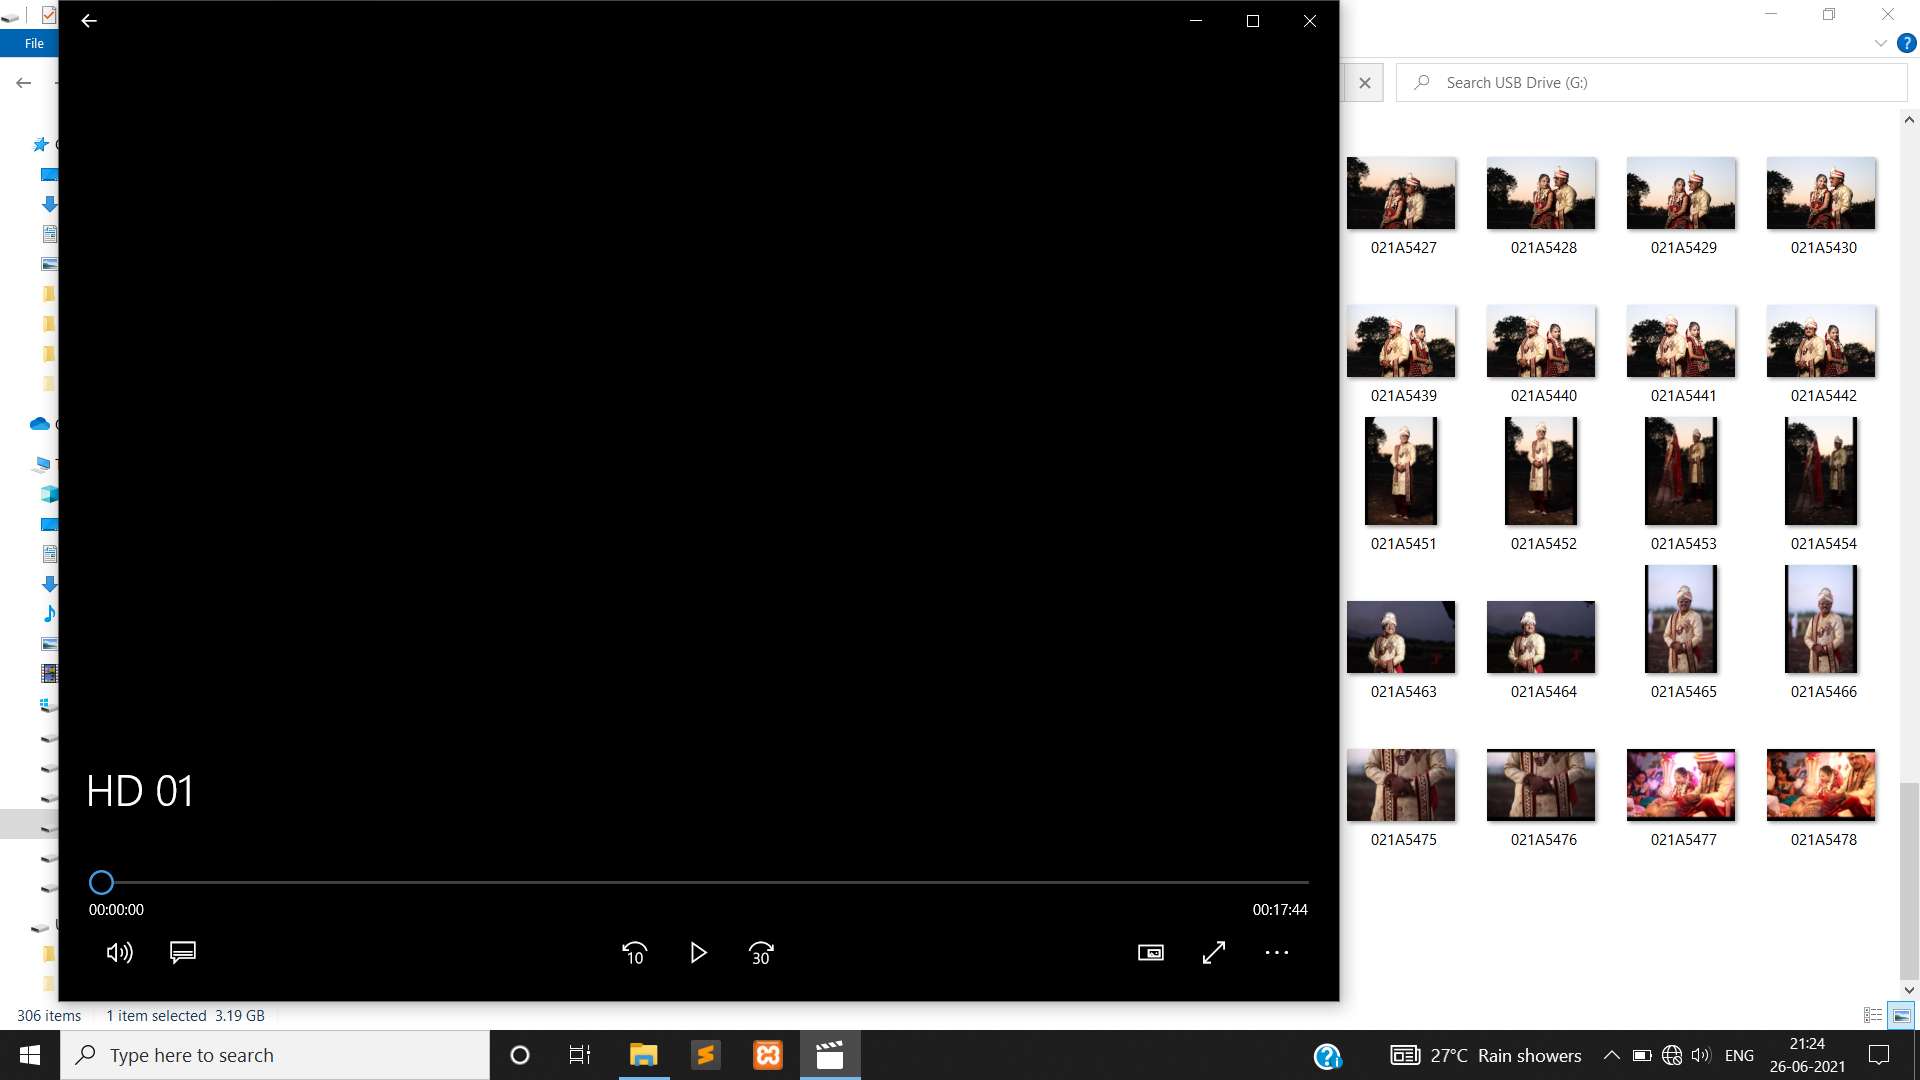 File
Search USB Drive (G:)
021A5427
021A5428
021A5429
021A5430
021A5439
021A5440
021A5441
021A5442
021A5451
021A5452
021A5453
021A5454
021A5463
021A5464
021A5465
021A5466
021A5475
021A5476
021A5477
021A5478
HD 01
00:00:00
00:17:44
10
30
306 items
1 item selected 3.19 GB
Type here to search
27°C Rain showers
ENG
21:24
26-06-2021